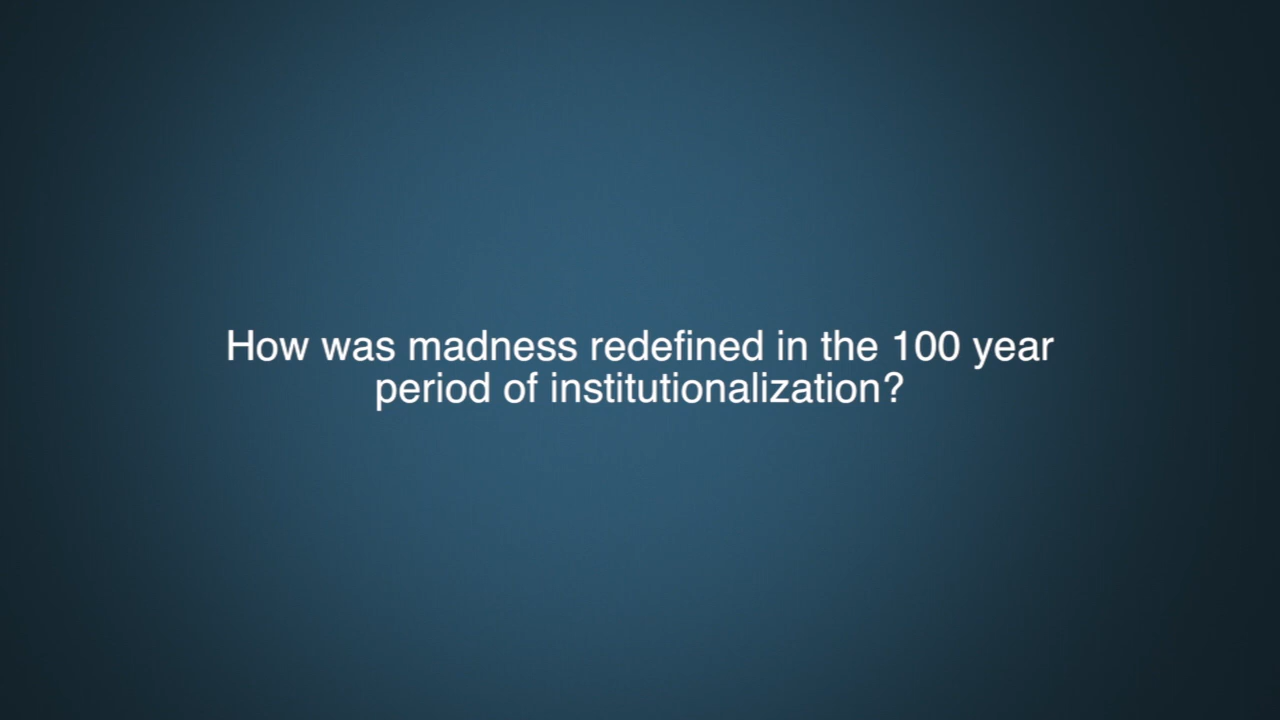 How was madness redefined in the 100 year
period of institutionalization?